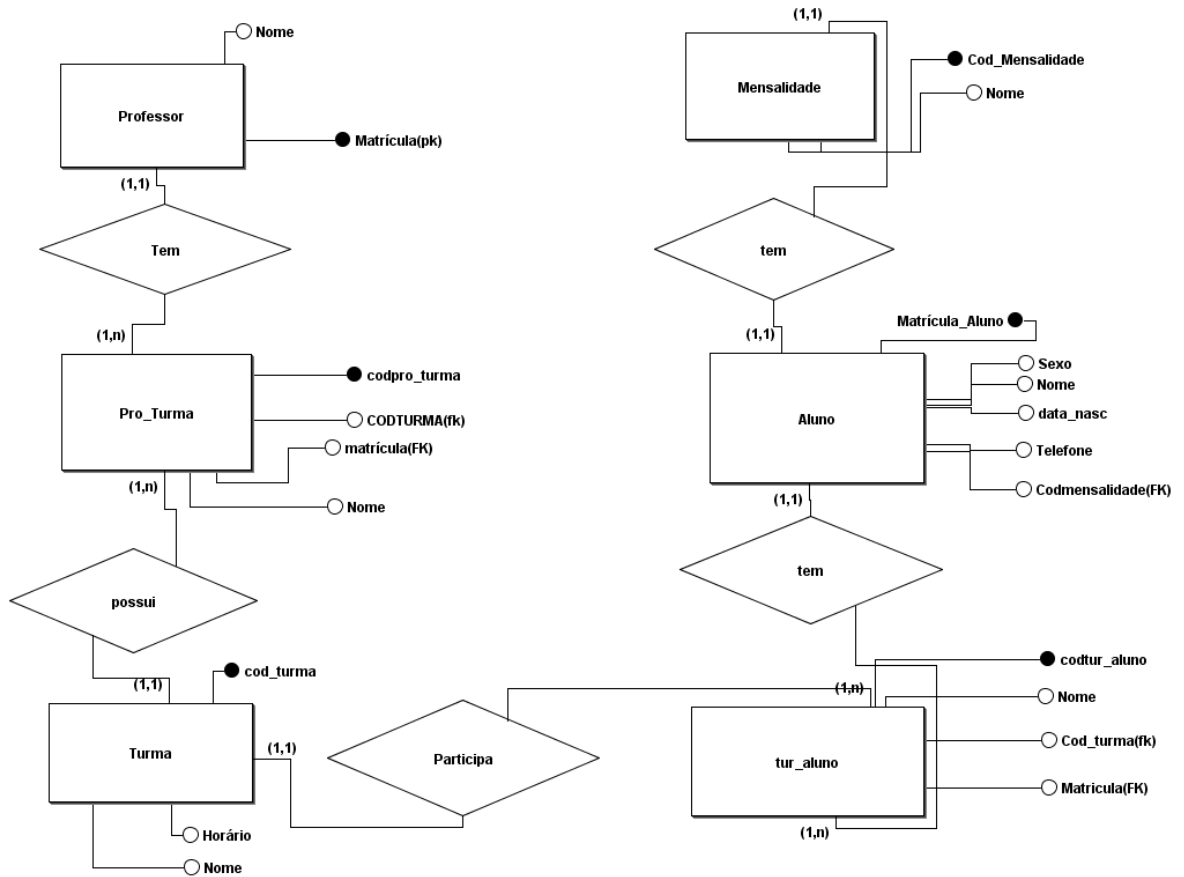 Nome
Professor
Matrícula(pk)
(1,1)
Tem
(1,n)
Pro_Turma
codpro_turma
CODTURMA(fk)
matrícula(FK)
Nome
(1,n)
possui
(1,1)
cod_turma
Turma
(1,1)
Horário
Nome
Participa
(1,1)
Mensalidade
Cod_Mensalidade
Nome
tem
(1,1)
Matrícula_Aluno
Aluno
Sexo
Nome
data_nasc
Telefone
Codmensalidade(FK)
(1,1)
tem
(1,n)
codtur_aluno
Nome
tur_aluno
Cod_turma(fk)
Matricula(FK)
(1,n)